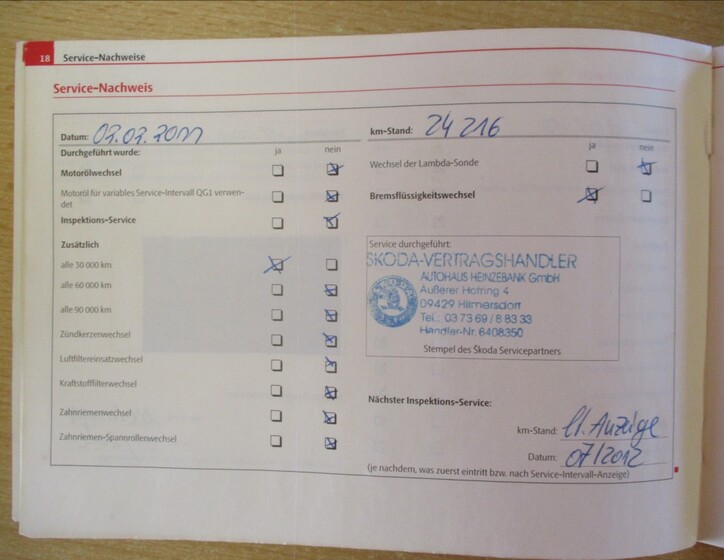 18 Service-Nachweise
Service-Nachweis
Datum: 07.07.2011
km-Stand: 24 216
Durchgeführt wurde: ja nein
Motorölwechsel
Motoröl für variables Service-Intervall QG1 verwen-
det
Inspektions-Service
Zusätzlich
alle 30 000 km
alle 60 000 km
alle 90 000 km
Zündkerzenwechsel
Luftfiltereinsatzwechsel
Kraftstofffilterwechsel
Zahnriemenwechsel
Zahnriemen-Spannrollenwechsel
ja nein
Wechsel der Lambda-Sonde
Bremsflüssigkeitswechsel
Service durchgeführt:
SKODA-VERTRAGSHÄNDLER
AUTOHAUS HEINZEBANK GmbH
Äußerer Hofring 4
09429 Hilmersdorf
Tel.: 03 73 69 / 8 83 33
Händler-Nr. 6408350
Stempel des Škoda Servicepartners
Nächster Inspektions-Service:
km-Stand: lt. Anzeige
Datum: 07/2012
(je nachdem, was zuerst eintritt bzw. nach Service-Intervall-Anzeige)